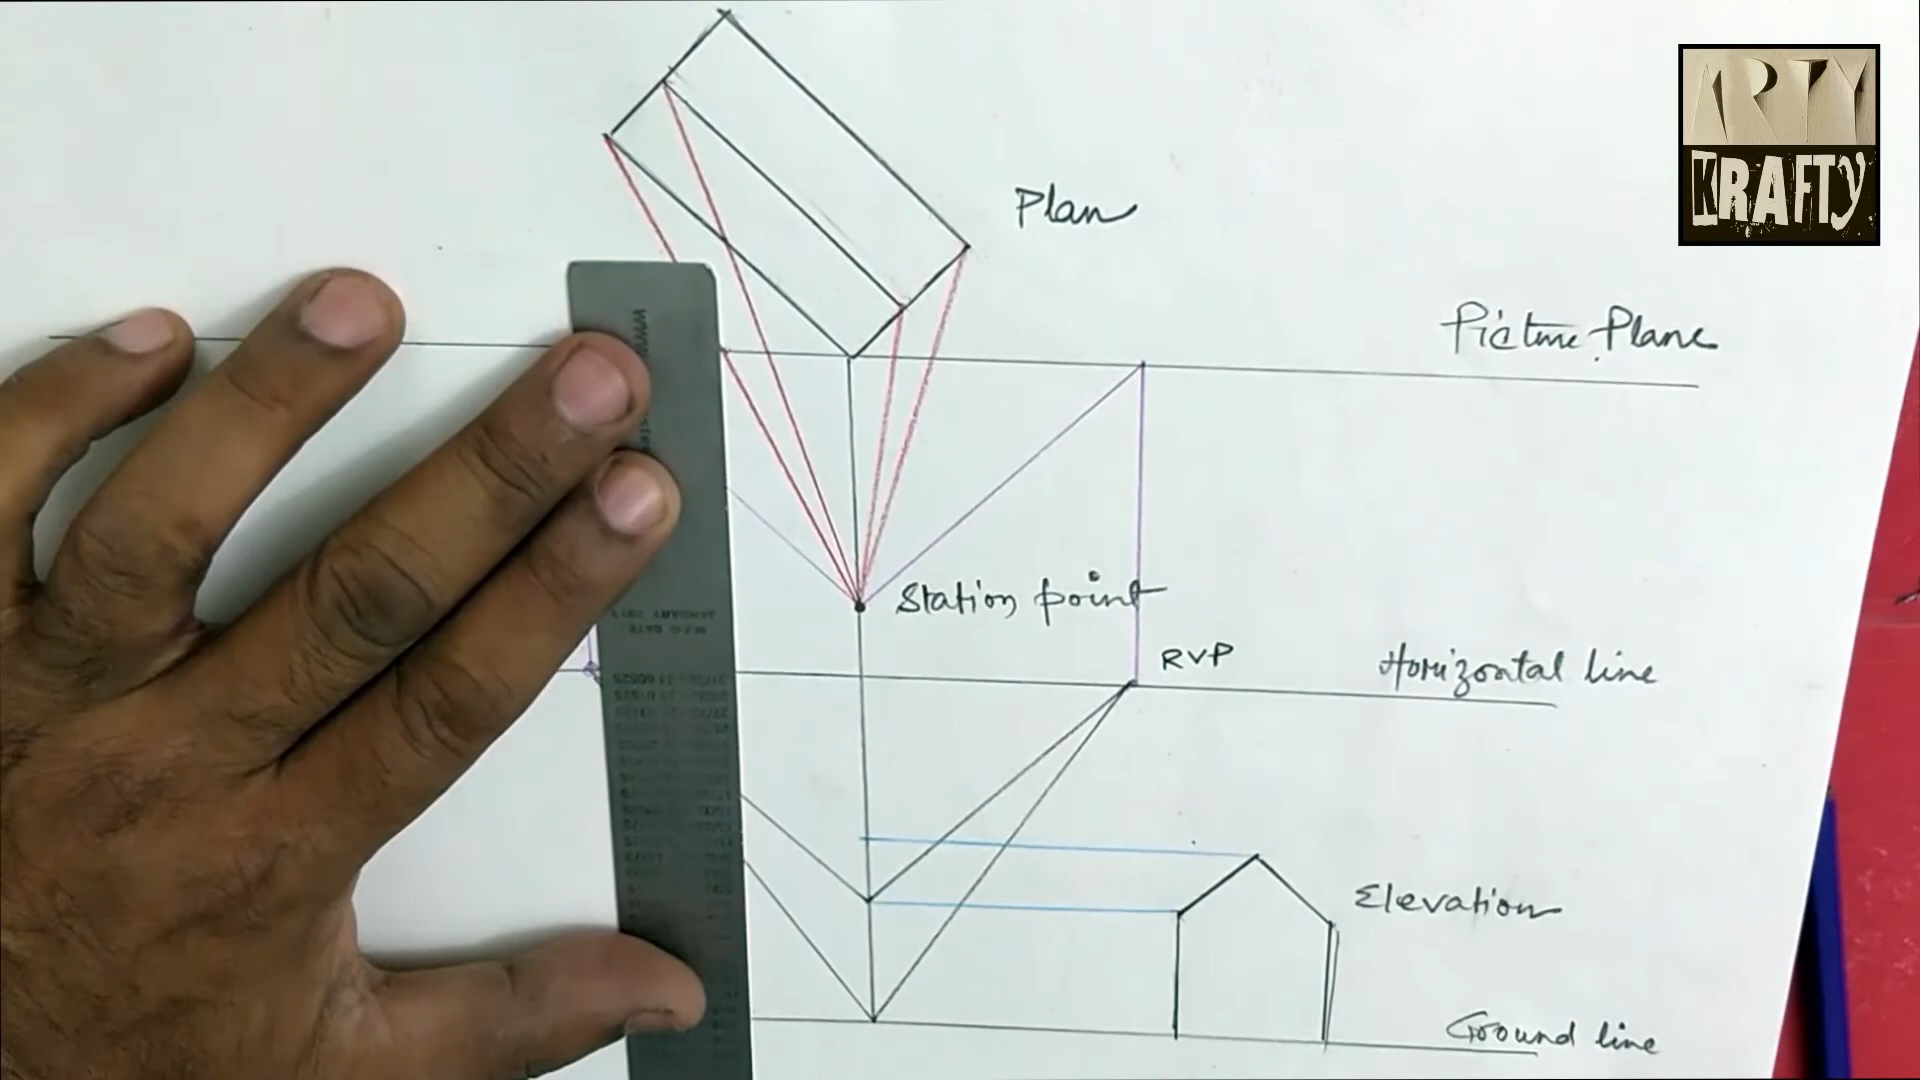 ARTY
KRAFTY
Plan
Picture Plane
Station point
RVP
Horizontal line
Elevation
Ground line